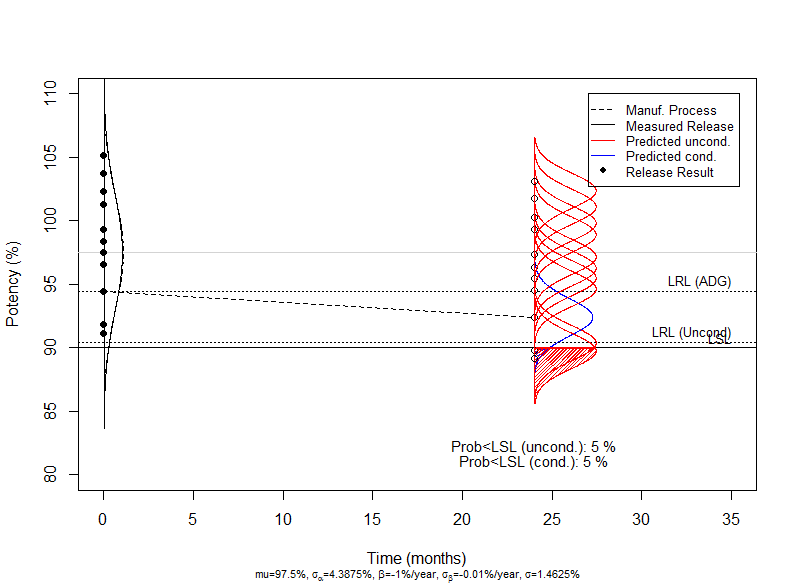 110
105
100
95
90
85
80
Potency (%)
Manuf. Process
Measured Release
Predicted uncond.
Predicted cond.
Release Result
LRL (ADG)
LRL (Uncond)
LSL
Prob<LSL (uncond.): 5 %
Prob<LSL (cond.): 5 %
0 5 10 15 20 25 30 35
Time (months)
mu=97.5%, σα=4.3875%, β=-1%/year, σβ=-0.01%/year, σ=1.4625%